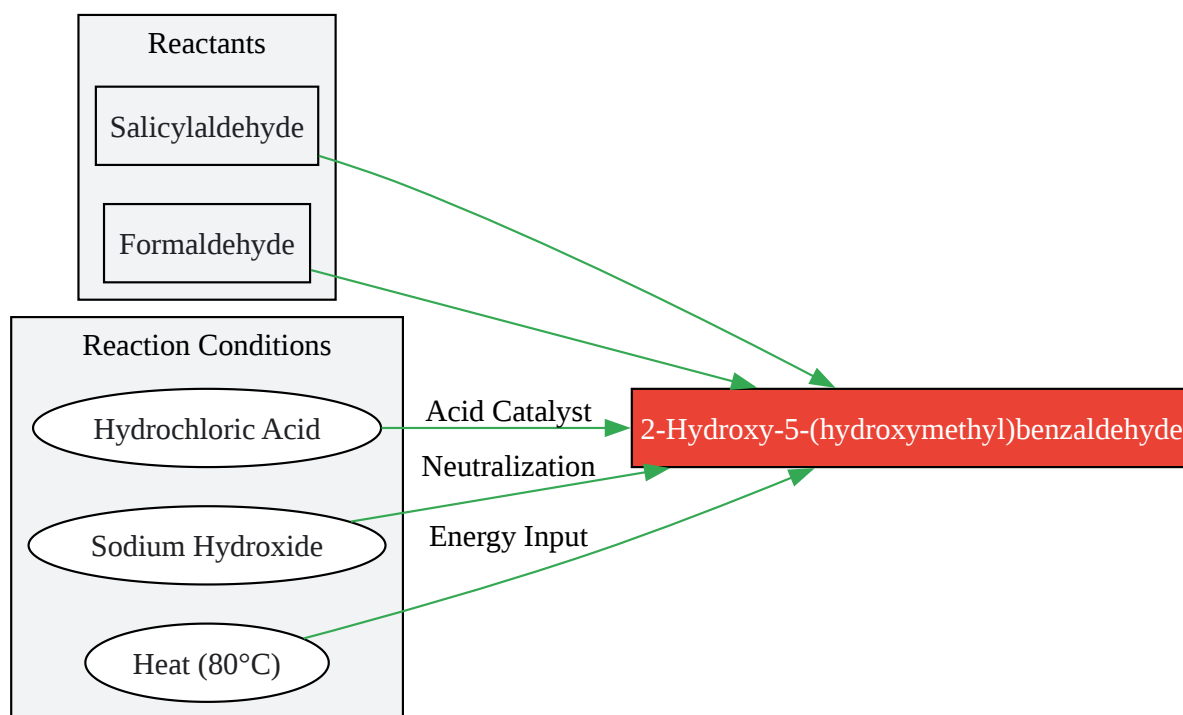 Reactants
Salicylaldehyde
Formaldehyde
Reaction Conditions
Hydrochloric Acid
Sodium Hydroxide
Heat (80°C)
Acid Catalyst
Neutralization
Energy Input
2-Hydroxy-5-(hydroxymethyl)benzaldehyde